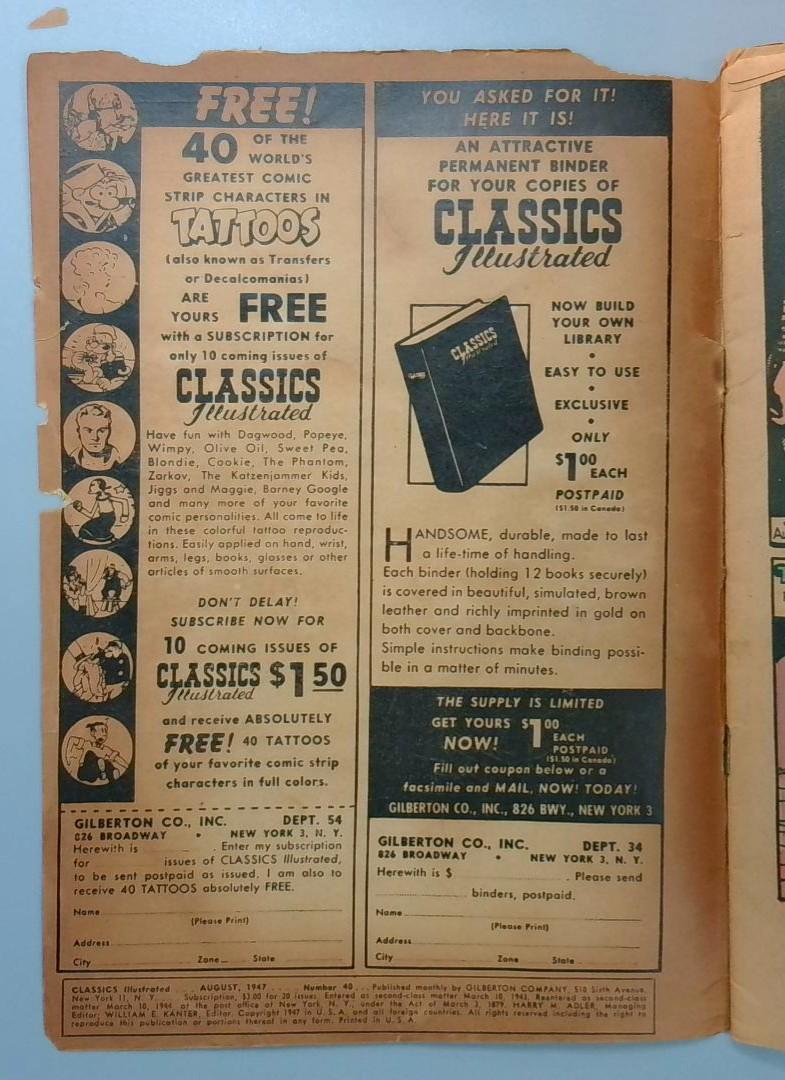 FREE!
40 OF THE
WORLD'S
GREATEST COMIC
STRIP CHARACTERS IN
TATTOOS
(also known as Transfers
or Decalcomanias)
ARE
YOURS FREE
with a SUBSCRIPTION for
only 10 coming issues of
CLASSICS
Illustrated
Have fun with Dagwood, Popeye,
Wimpy, Olive Oil, Sweet Pea,
Blondie, Cookie, The Phantom,
Zarkov, The Katzenjammer Kids,
Jiggs and Maggie, Barney Google
and many more of your favorite
comic personalities. All come to life
in these colorful tattoo reproduc-
tions. Easily applied on hand, wrist,
arms, legs, books, glasses or other
articles of smooth surfaces.
DON'T DELAY!
SUBSCRIBE NOW FOR
10 COMING ISSUES OF
CLASSICS $1 50
Illustrated
and receive ABSOLUTELY
FREE! 40 TATTOOS
of your favorite comic strip
characters in full colors.
GILBERTON CO., INC. DEPT. 54
826 BROADWAY • NEW YORK 3, N. Y.
Herewith is . Enter my subscription
for issues of CLASSICS Illustrated,
to be sent postpaid as issued. I am also to
receive 40 TATTOOS absolutely FREE.
Name
(Please Print)
Address
City Zone State
YOU ASKED FOR IT!
HERE IT IS!
AN ATTRACTIVE
PERMANENT BINDER
FOR YOUR COPIES OF
CLASSICS
Illustrated
CLASSICS
Illustrated
NOW BUILD
YOUR OWN
LIBRARY
•
EASY TO USE
•
EXCLUSIVE
•
ONLY
$1 00 EACH
POSTPAID
($1.50 in Canada)
HANDSOME, durable, made to last
a life-time of handling.
Each binder (holding 12 books securely)
is covered in beautiful, simulated, brown
leather and richly imprinted in gold on
both cover and backbone.
Simple instructions make binding possi-
ble in a matter of minutes.
THE SUPPLY IS LIMITED
GET YOURS $1 00
NOW! EACH
POSTPAID
($1.50 in Canada)
Fill out coupon below or a
facsimile and MAIL, NOW! TODAY!
GILBERTON CO., INC., 826 BWY., NEW YORK 3
GILBERTON CO., INC. DEPT. 34
826 BROADWAY • NEW YORK 3, N. Y.
Herewith is $ . Please send
binders, postpaid.
Name
(Please Print)
Address
City Zone State
CLASSICS Illustrated AUGUST, 1947 Number 40 Published monthly by GILBERTON COMPANY, 510 Sixth Avenue,
New York 11, N. Y. Subscription, $3.00 for 20 issues. Entered as second-class matter March 10, 1943. Reentered as second-class
matter March 10, 1944 at the post office at New York, N. Y., under the Act of March 3, 1879. HARRY M. ADLER, Managing
Editor; WILLIAM E. KANTER, Editor. Copyright 1947 in U. S. A. and all foreign countries. All rights reserved including the right to
reproduce this publication or portions thereof in any form. Printed in U. S. A.